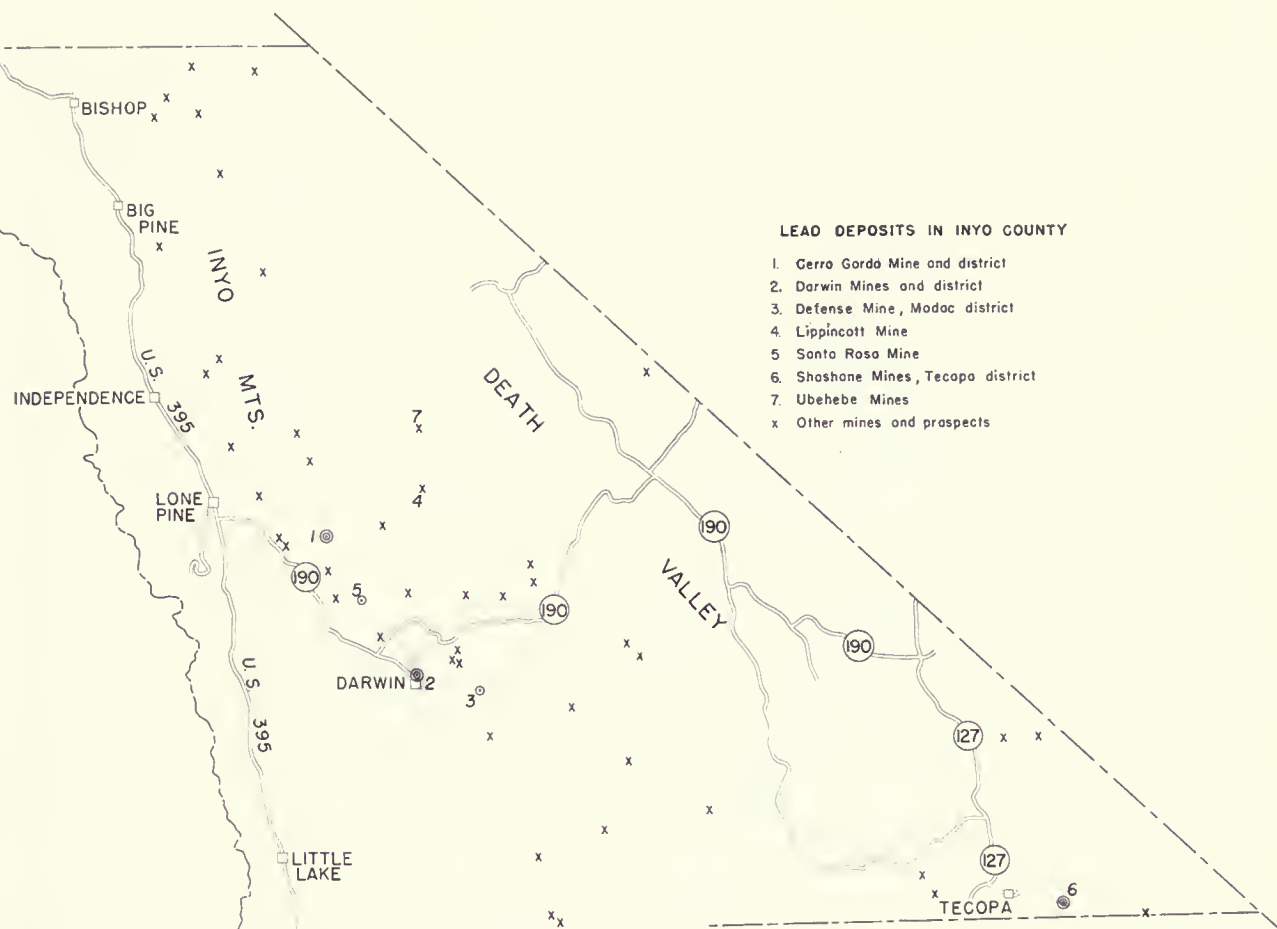 BISHOP
BIG
PINE
INYO
MTS.
U.S.
395
INDEPENDENCE
LONE
PINE
DEATH
VALLEY
LEAD DEPOSITS IN INYO COUNTY
1. Cerro Gordo Mine and district
2. Darwin Mines and district
3. Defense Mine, Modoc district
4. Lippincott Mine
5 Santa Rosa Mine
6. Shoshone Mines, Tecopa district
7. Ubehebe Mines
x Other mines and prospects
7
4
1
190
5
190
190
190
DARWIN 2
3
U.S.
395
127
127
LITTLE
LAKE
TECOPA
6